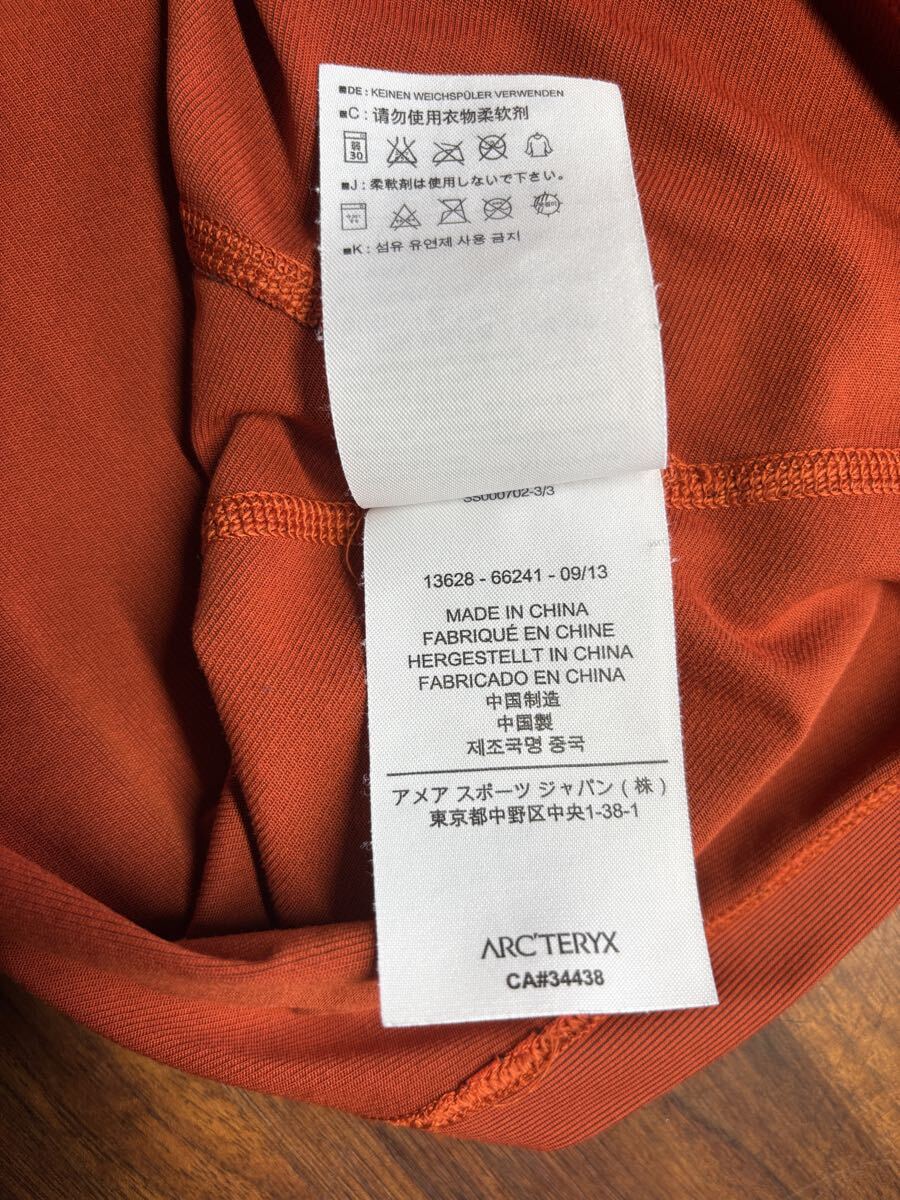 ■DE : KEINEN WEICHSPÜLER VERWENDEN
■C : 请勿使用衣物柔软剂
弱
30
■J : 柔軟剤は使用しないで下さい。
■K : 섬유 유연제 사용 금지
SS000702-3/3
13628 - 66241 - 09/13
MADE IN CHINA
FABRIQUÉ EN CHINE
HERGESTELLT IN CHINA
FABRICADO EN CHINA
中国制造
中国製
제조국명 중국
アメア スポーツ ジャパン ( 株 )
東京都中野区中央1-38-1
ARC'TERYX
CA#34438